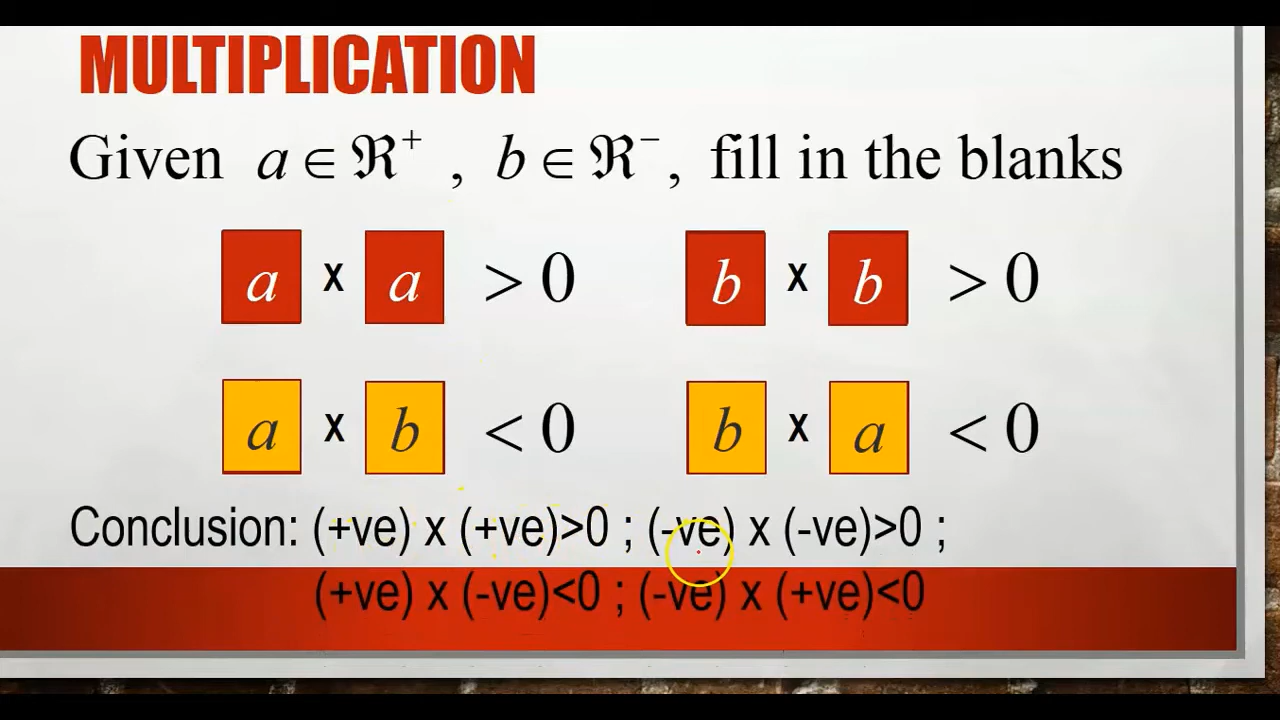 MULTIPLICATION
Given a ∈ ℜ⁺ , b ∈ ℜ⁻, fill in the blanks
a x a > 0 b x b > 0
a x b < 0 b x a < 0
Conclusion: (+ve) x (+ve)>0 ; (-ve) x (-ve)>0 ;
(+ve) x (-ve)<0 ; (-ve) x (+ve)<0